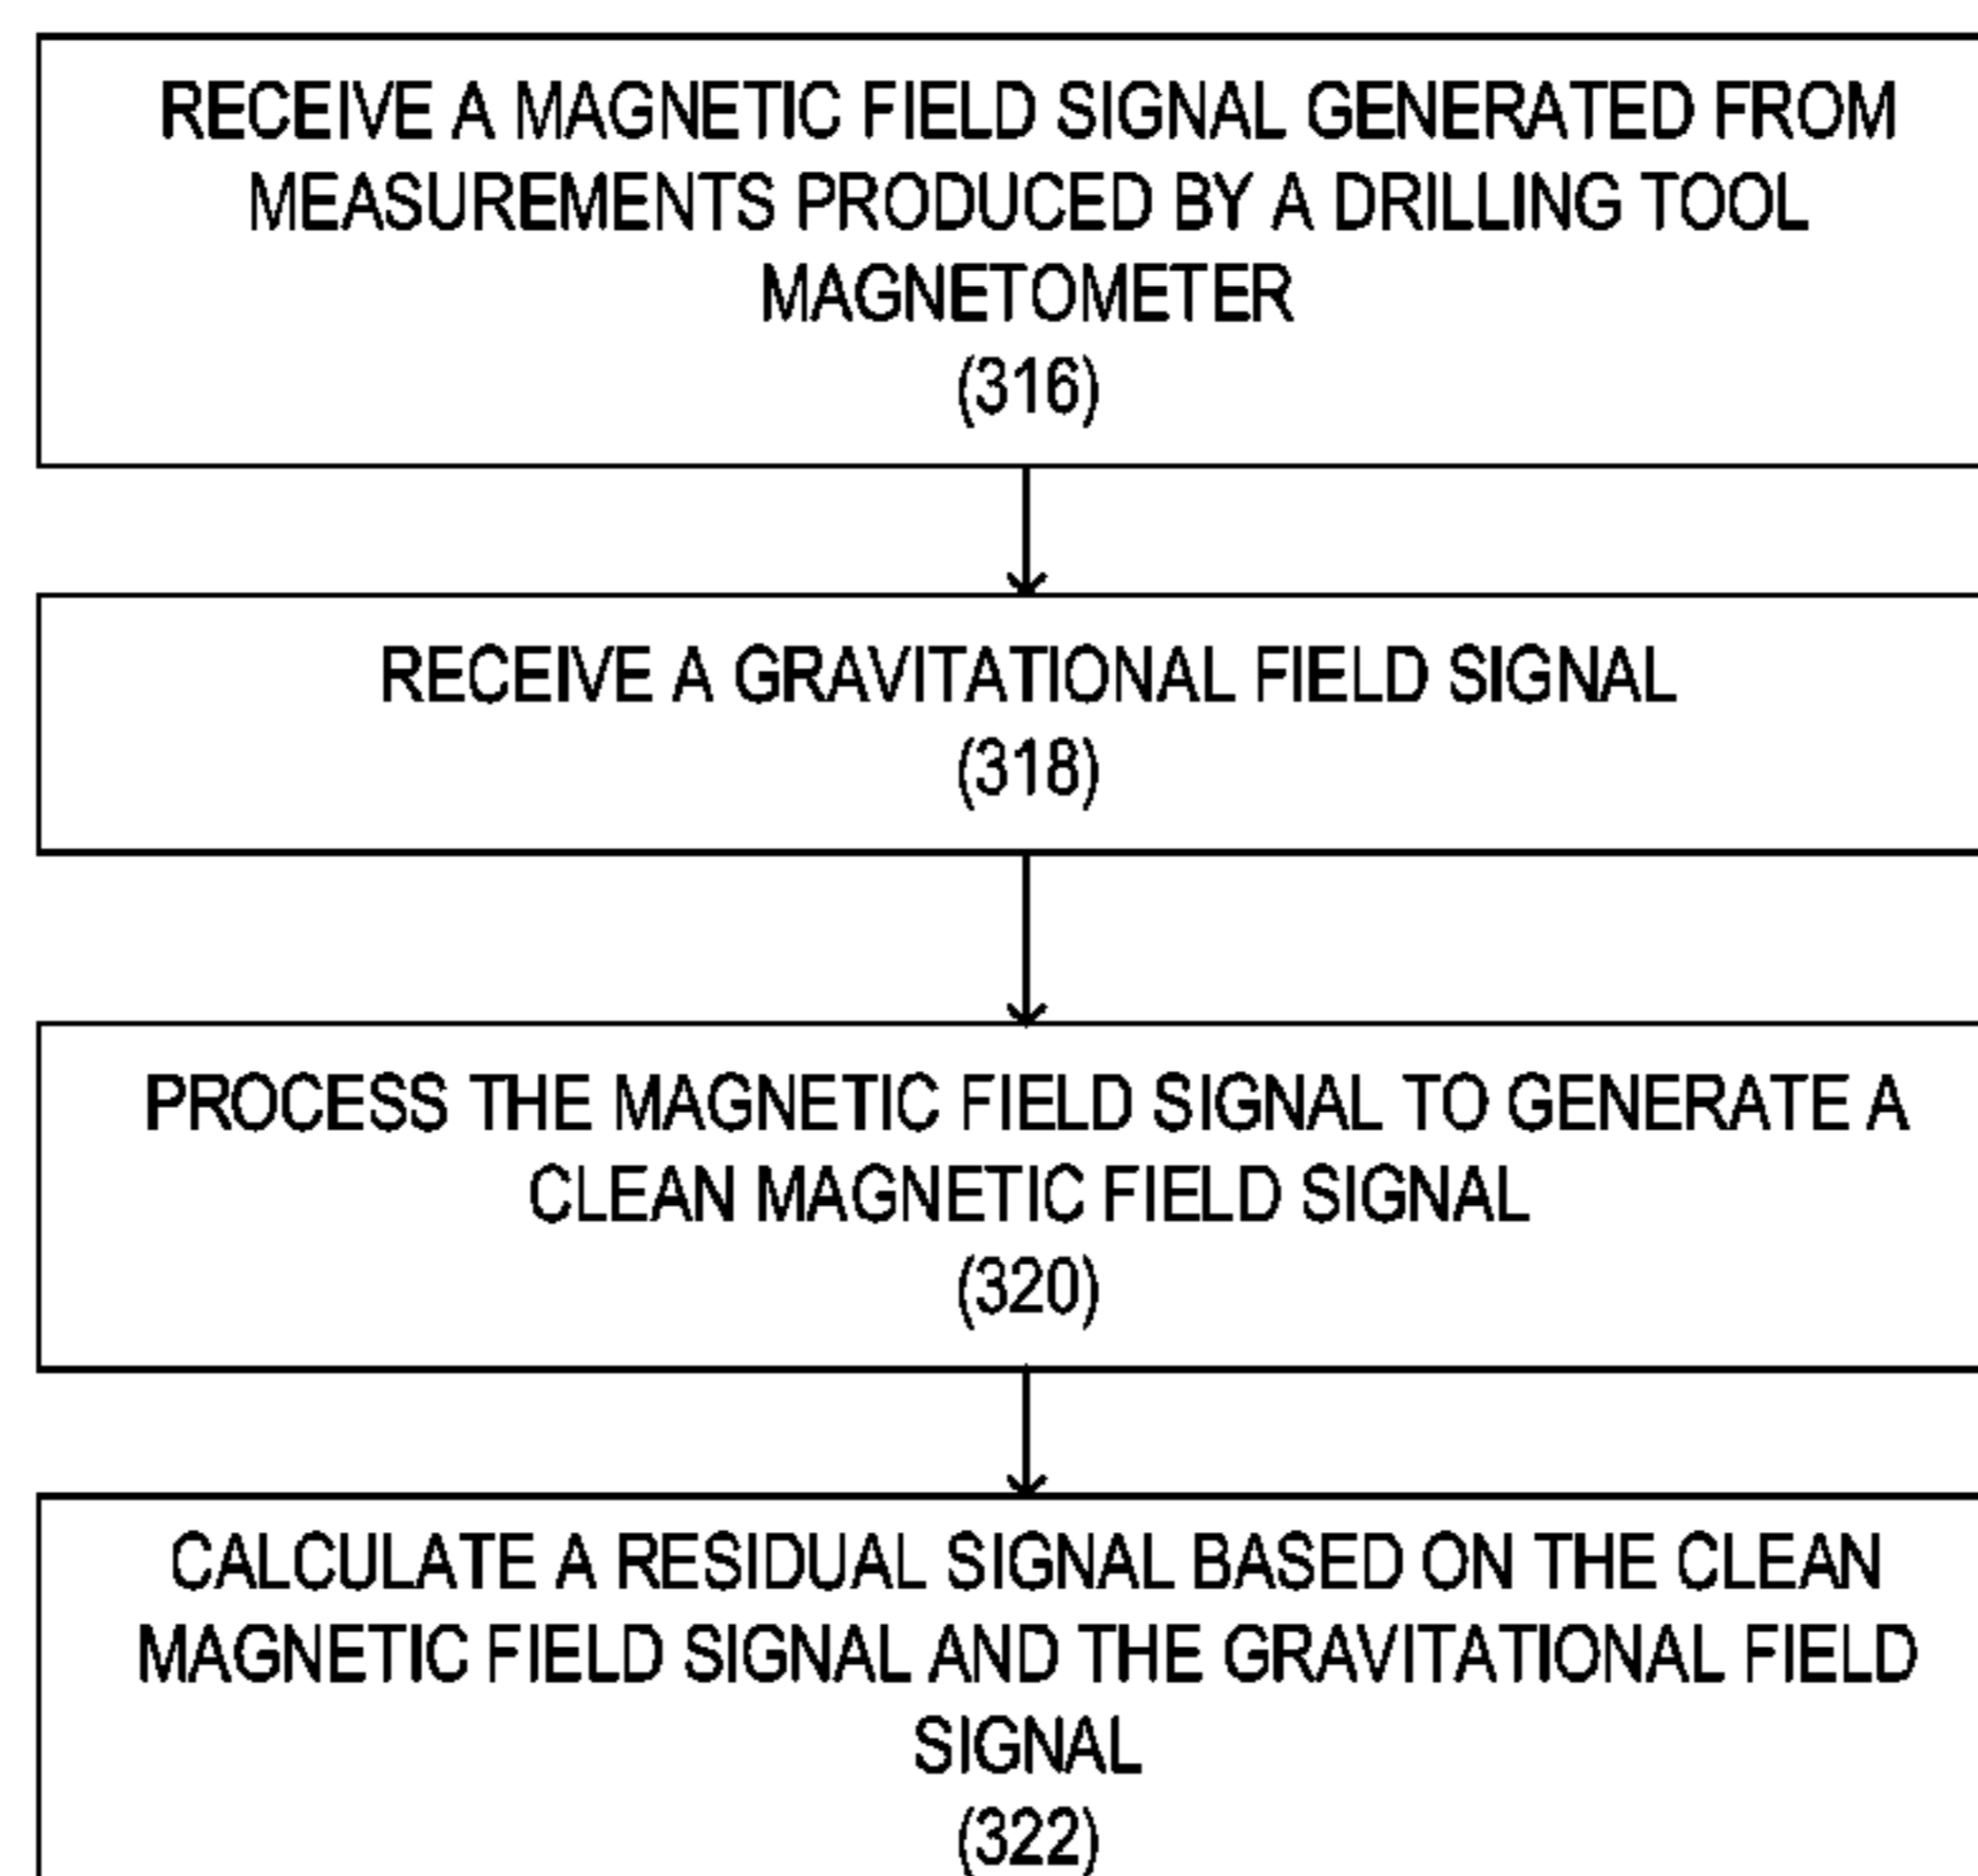 RECEIVE A MAGNETIC FIELD SIGNAL GENERATED FROM
MEASUREMENTS PRODUCED BY A DRILLING TOOL
MAGNETOMETER
(316)
RECEIVE A GRAVITATIONAL FIELD SIGNAL
(318)
PROCESS THE MAGNETIC FIELD SIGNAL TO GENERATE A
CLEAN MAGNETIC FIELD SIGNAL
(320)
CALCULATE A RESIDUAL SIGNAL BASED ON THE CLEAN
MAGNETIC FIELD SIGNAL AND THE GRAVITATIONAL FIELD
SIGNAL
(322)